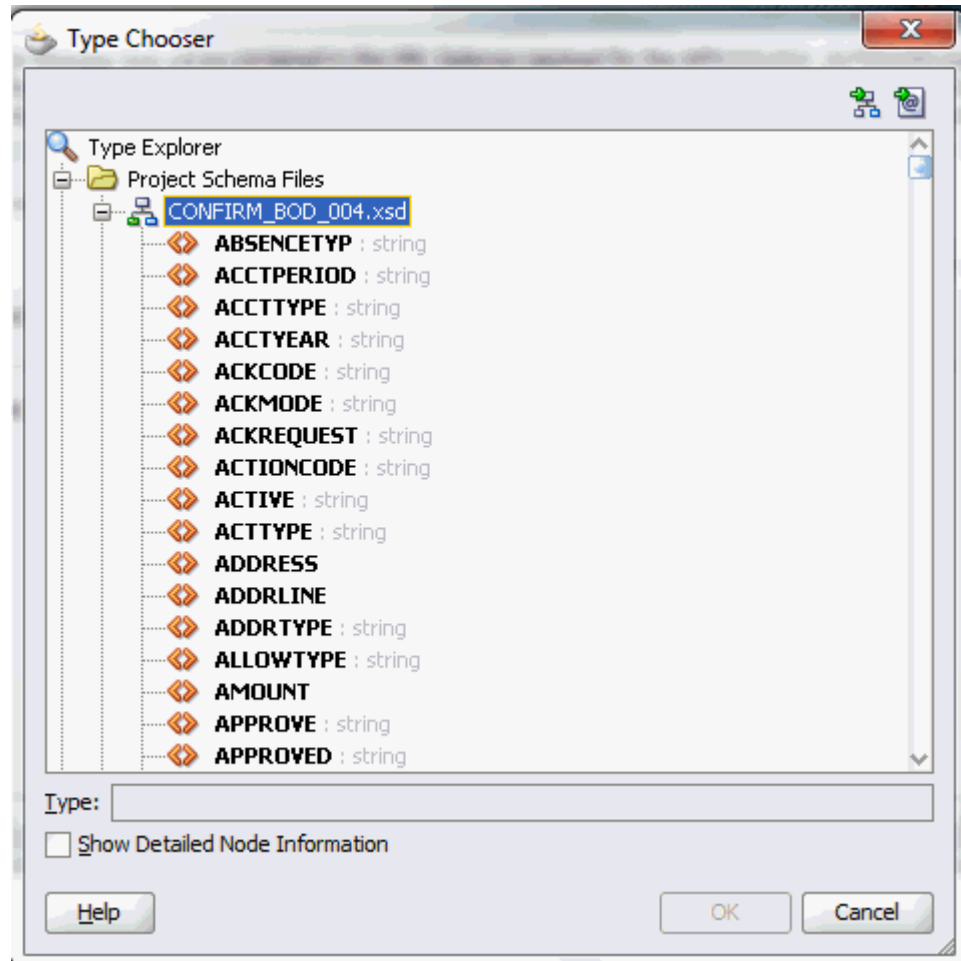 Type Chooser
Type Explorer
Project Schema Files
CONFIRM_BOD_004.xsd
ABSENCETYP : string
ACCTPERIOD : string
ACCTTYPE : string
ACCTYEAR : string
ACKCODE : string
ACKMODE : string
ACKREQUEST : string
ACTIONCODE : string
ACTIVE : string
ACTTYPE : string
ADDRESS
ADDRLINE
ADDRTYPE : string
ALLOWTYPE : string
AMOUNT
APPROVE : string
APPROVED : string
Type:
Show Detailed Node Information
Help OK Cancel